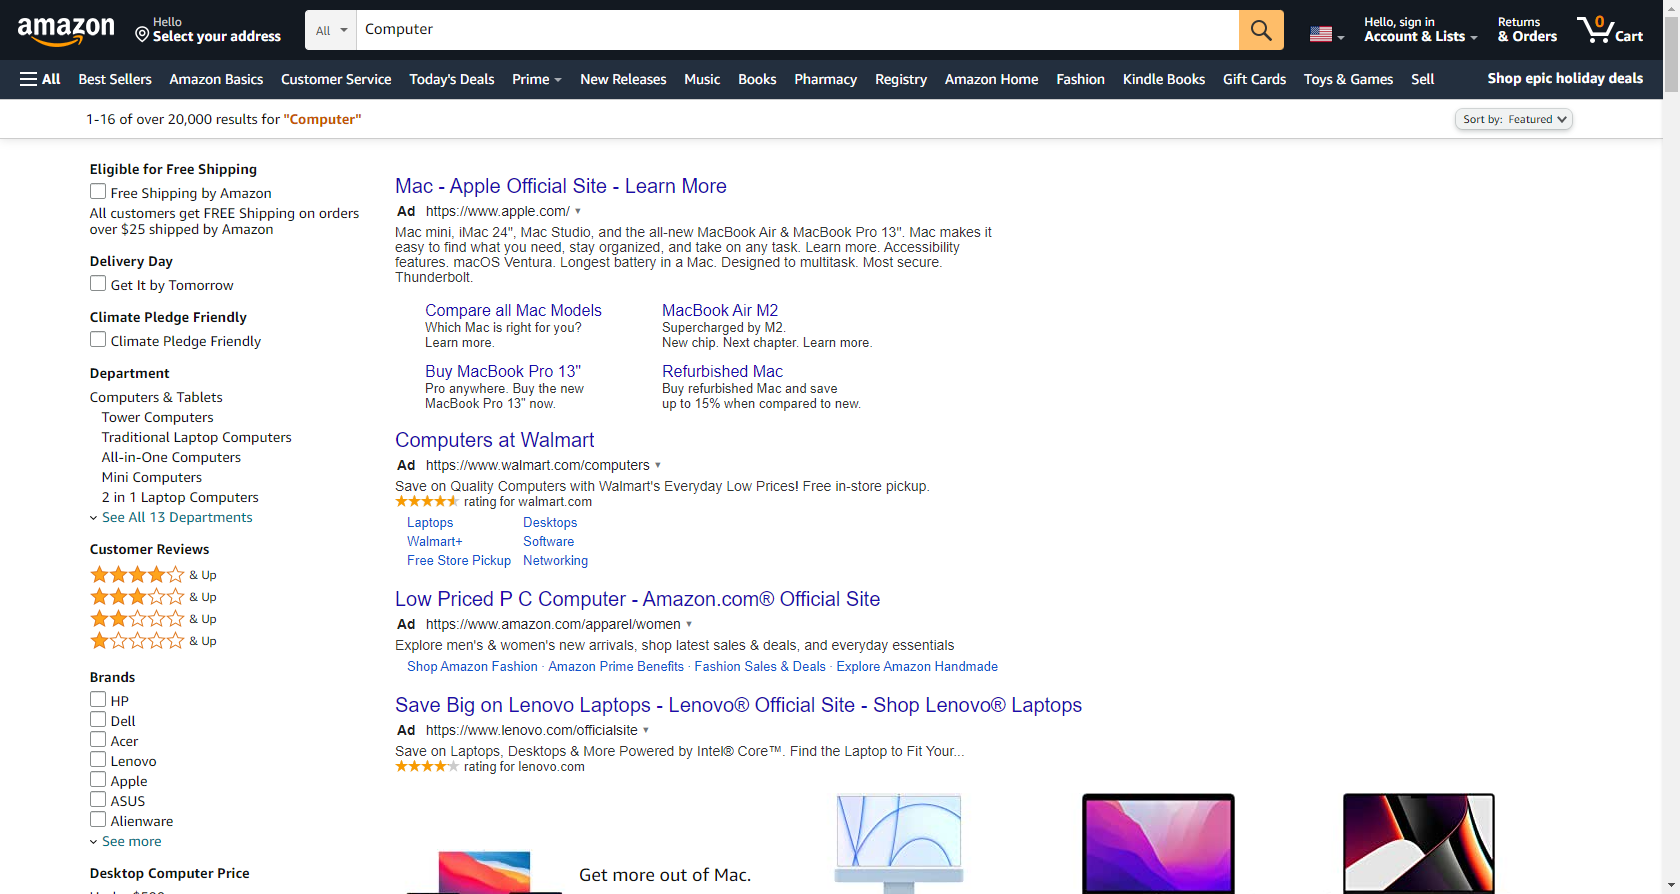 amazon
Hello
Select your address
All
Computer
Hello, sign in
Account & Lists
Returns
& Orders
0
Cart
All
Best Sellers
Amazon Basics
Customer Service
Today's Deals
Prime
New Releases
Music
Books
Pharmacy
Registry
Amazon Home
Fashion
Kindle Books
Gift Cards
Toys & Games
Sell
Shop epic holiday deals
1-16 of over 20,000 results for "Computer"
Sort by: Featured
Eligible for Free Shipping
Free Shipping by Amazon
All customers get FREE Shipping on orders
over $25 shipped by Amazon
Delivery Day
Get It by Tomorrow
Climate Pledge Friendly
Climate Pledge Friendly
Department
Computers & Tablets
Tower Computers
Traditional Laptop Computers
All-in-One Computers
Mini Computers
2 in 1 Laptop Computers
See All 13 Departments
Customer Reviews
& Up
& Up
& Up
& Up
Brands
HP
Dell
Acer
Lenovo
Apple
ASUS
Alienware
See more
Desktop Computer Price
Mac - Apple Official Site - Learn More
Ad https://www.apple.com/
Mac mini, iMac 24", Mac Studio, and the all-new MacBook Air & MacBook Pro 13". Mac makes it
easy to find what you need, stay organized, and take on any task. Learn more. Accessibility
features. macOS Ventura. Longest battery in a Mac. Designed to multitask. Most secure.
Thunderbolt.
Compare all Mac Models
Which Mac is right for you?
Learn more.
MacBook Air M2
Supercharged by M2.
New chip. Next chapter. Learn more.
Buy MacBook Pro 13"
Pro anywhere. Buy the new
MacBook Pro 13" now.
Refurbished Mac
Buy refurbished Mac and save
up to 15% when compared to new.
Computers at Walmart
Ad https://www.walmart.com/computers
Save on Quality Computers with Walmart's Everyday Low Prices! Free in-store pickup.
rating for walmart.com
Laptops
Desktops
Walmart+
Software
Free Store Pickup
Networking
Low Priced P C Computer - Amazon.com® Official Site
Ad https://www.amazon.com/apparel/women
Explore men's & women's new arrivals, shop latest sales & deals, and everyday essentials
Shop Amazon Fashion · Amazon Prime Benefits · Fashion Sales & Deals · Explore Amazon Handmade
Save Big on Lenovo Laptops - Lenovo® Official Site - Shop Lenovo® Laptops
Ad https://www.lenovo.com/officialsite
Save on Laptops, Desktops & More Powered by Intel® Core™. Find the Laptop to Fit Your...
rating for lenovo.com
Get more out of Mac.